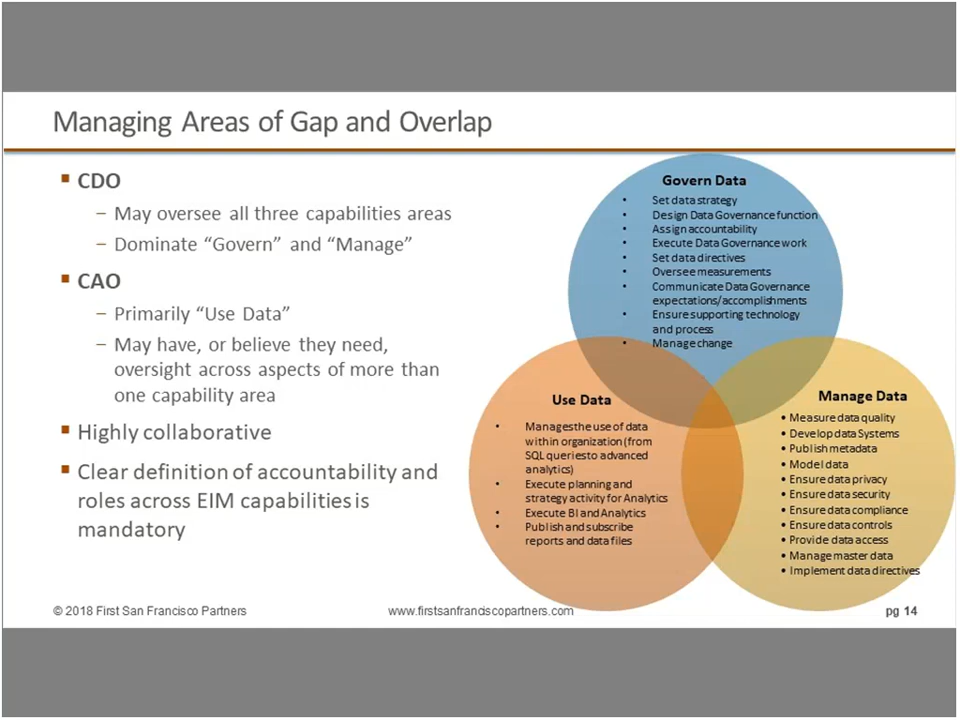 Managing Areas of Gap and Overlap
▪ CDO
– May oversee all three capabilities areas
– Dominate “Govern” and “Manage”
▪ CAO
– Primarily “Use Data”
– May have, or believe they need,
oversight across aspects of more than
one capability area
▪ Highly collaborative
▪ Clear definition of accountability and
roles across EIM capabilities is
mandatory
Govern Data
• Set data strategy
• Design Data Governance function
• Assign accountability
• Execute Data Governance work
• Set data directives
• Oversee measurements
• Communicate Data Governance
expectations/accomplishments
• Ensure supporting technology
and process
• Manage change
Use Data
• Manages the use of data
within organization (from
SQL queries to advanced
analytics)
• Execute planning and
strategy activity for Analytics
• Execute BI and Analytics
• Publish and subscribe
reports and data files
Manage Data
• Measure data quality
• Develop data Systems
• Publish metadata
• Model data
• Ensure data privacy
• Ensure data security
• Ensure data compliance
• Ensure data controls
• Provide data access
• Manage master data
• Implement data directives
© 2018 First San Francisco Partners
www.firstsanfranciscopartners.com
pg 14